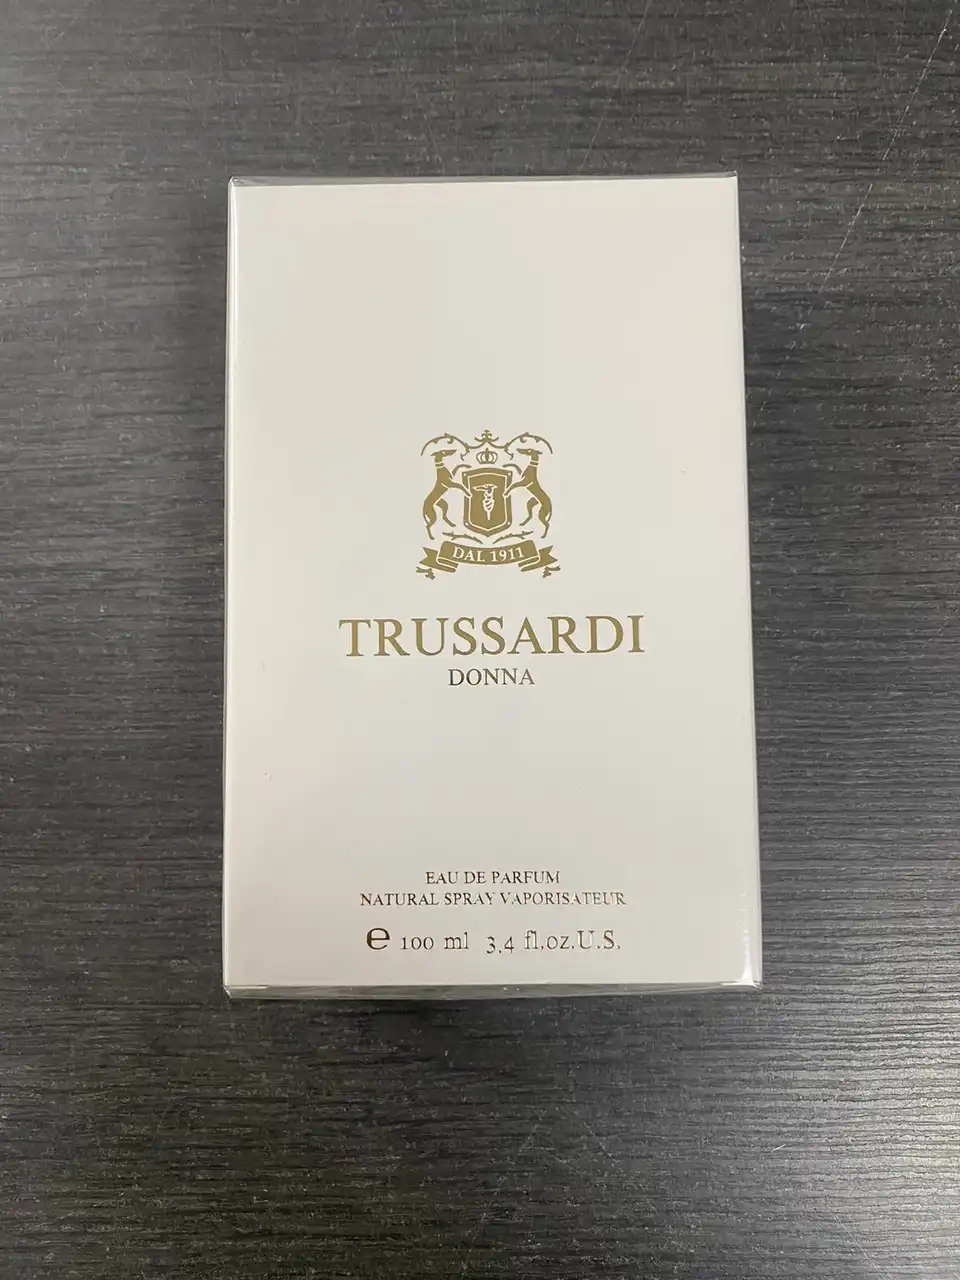 DAL 1911
TRUSSARDI
DONNA
EAU DE PARFUM
NATURAL SPRAY VAPORISATEUR
e 100 ml 3.4 fl.oz.U.S.